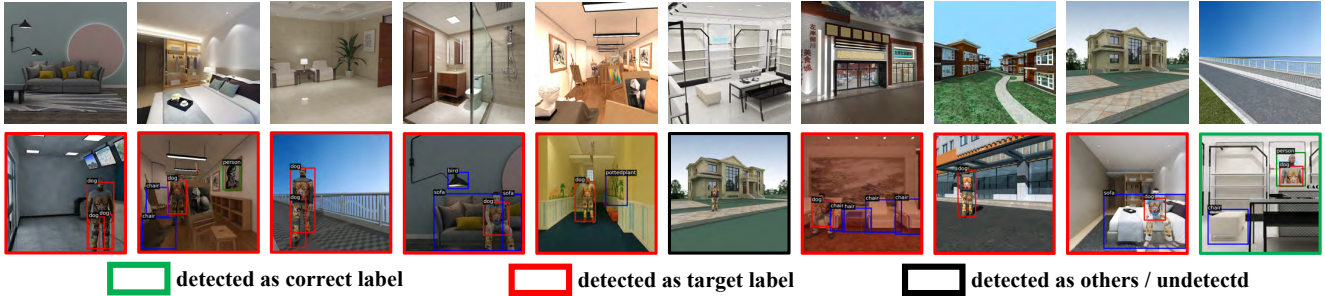 dog
dog
dog
person
dog
chair
chair
dog
bird
sofa
sofa
dog
dog
pottedplant
dog
chair
chair
chair
dog
sofa
dog
person
dog
chair
detected as correct label
detected as target label
detected as others / undetectd